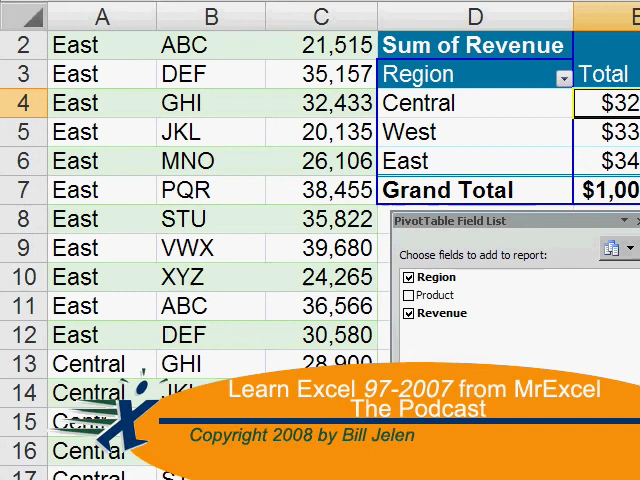 A B C D E
2 East ABC 21,515 Sum of Revenue
3 East DEF 35,157 Region Total
4 East GHI 32,433 Central $32
5 East JKL 20,135 West $33
6 East MNO 26,106 East $34
7 East PQR 38,455 Grand Total $1,00
8 East STU 35,822
PivotTable Field List
9 East VWX 39,680
Choose fields to add to report:
10 East XYZ 24,265
Region
Product
11 East ABC 36,566
Revenue
12 East DEF 30,580
13 Central GHI 28,900
14 Central
Learn Excel 97-2007 from MrExcel
The Podcast
15 Central
Copyright 2008 by Bill Jelen
16 Central
17 Central